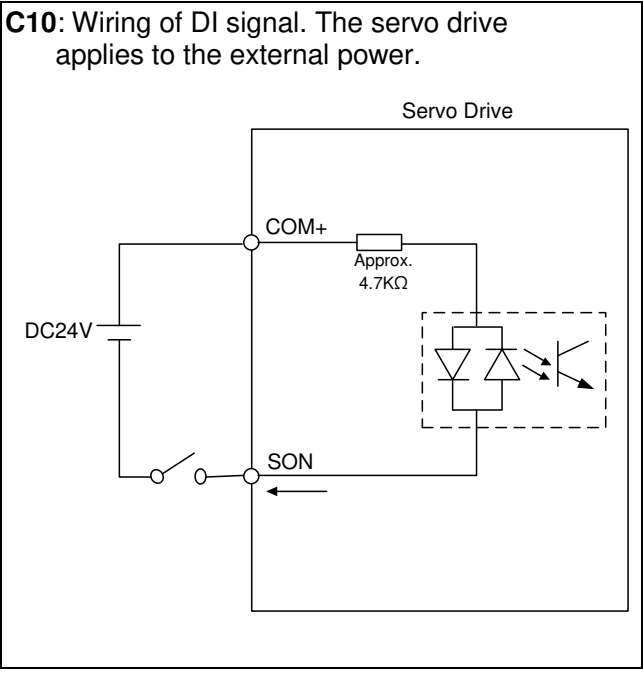 C10: Wiring of DI signal. The servo drive
applies to the external power.
Servo Drive
COM+
Approx.
4.7KΩ
DC24V
SON